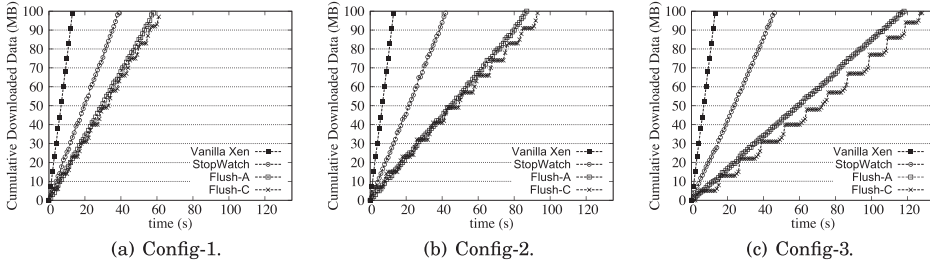 Cumulative Downloaded Data (MB)
100
90
80
70
60
50
40
30
20
10
0
Vanilla Xen
StopWatch
Flush-A
Flush-C
0 20 40 60 80 100 120
time (s)
(a) Config-1.
Cumulative Downloaded Data (MB)
100
90
80
70
60
50
40
30
20
10
0
Vanilla Xen
StopWatch
Flush-A
Flush-C
0 20 40 60 80 100 120
time (s)
(b) Config-2.
Cumulative Downloaded Data (MB)
100
90
80
70
60
50
40
30
20
10
0
Vanilla Xen
StopWatch
Flush-A
Flush-C
0 20 40 60 80 100 120
time (s)
(c) Config-3.